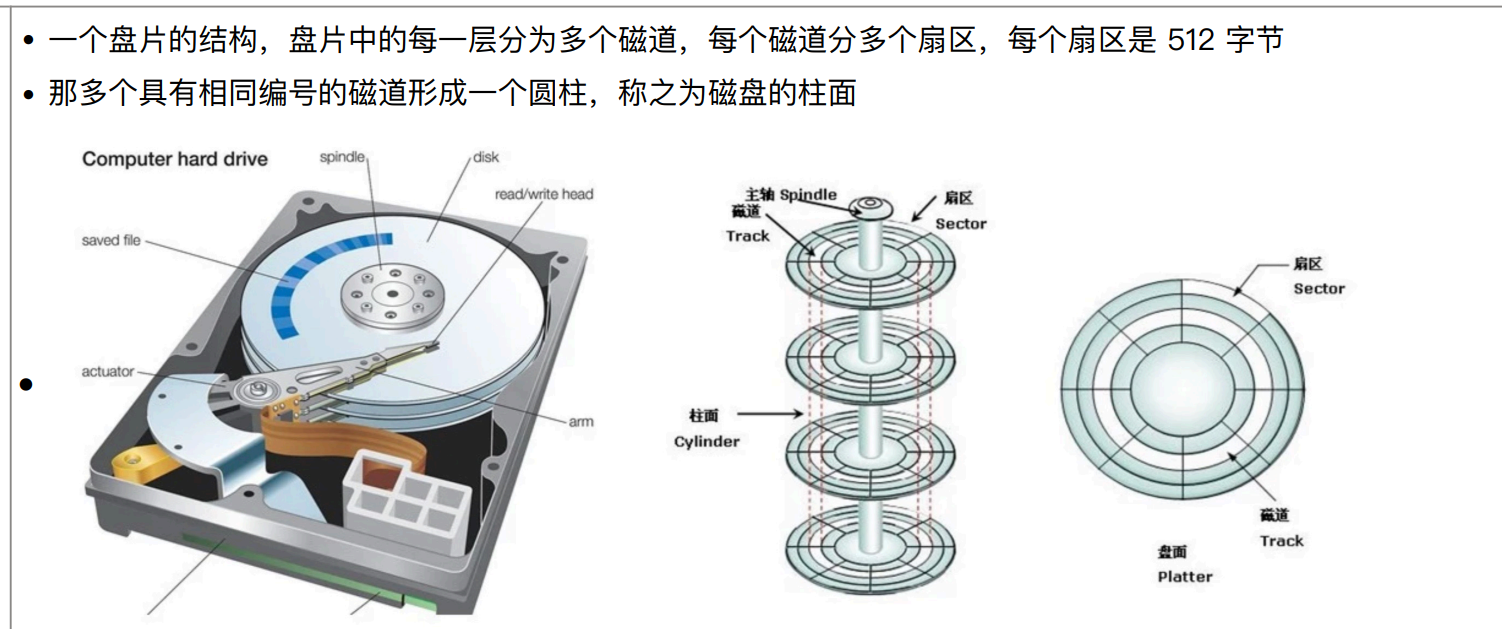 • 一个盘片的结构，盘片中的每一层分为多个磁道，每个磁道分多个扇区，每个扇区是 512 字节
• 那多个具有相同编号的磁道形成一个圆柱，称之为磁盘的柱面
Computer hard drive
spindle
disk
read/write head
saved file
actuator
arm
主轴 Spindle
磁道
Track
扇区
Sector
柱面
Cylinder
扇区
Sector
磁道
Track
盘面
Platter